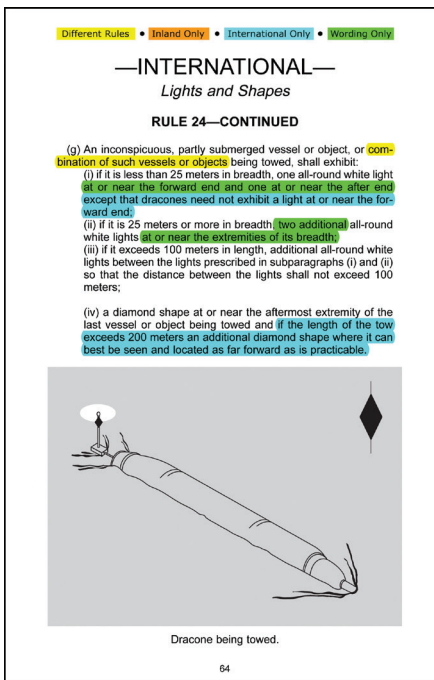 Different Rules • Inland Only • International Only • Wording Only
—INTERNATIONAL—
Lights and Shapes
RULE 24—CONTINUED
(g) An inconspicuous, partly submerged vessel or object, or com-
bination of such vessels or objects being towed, shall exhibit:
(i) if it is less than 25 meters in breadth, one all-round white light
at or near the forward end and one at or near the after end
except that dracones need not exhibit a light at or near the for-
ward end;
(ii) if it is 25 meters or more in breadth, two additional all-round
white lights at or near the extremities of its breadth;
(iii) if it exceeds 100 meters in length, additional all-round white
lights between the lights prescribed in subparagraphs (i) and (ii)
so that the distance between the lights shall not exceed 100
meters;
(iv) a diamond shape at or near the aftermost extremity of the
last vessel or object being towed and if the length of the tow
exceeds 200 meters an additional diamond shape where it can
best be seen and located as far forward as is practicable.
Dracone being towed.
64